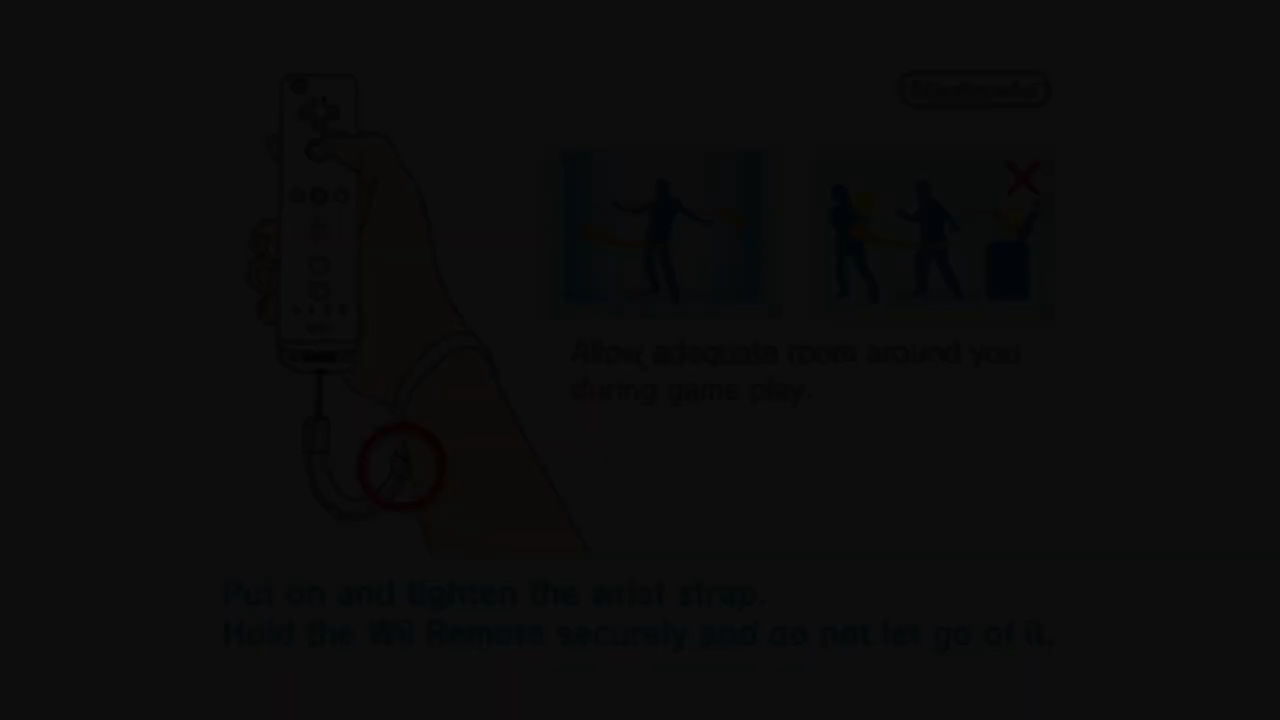 Nintendo
Allow adequate room around you
during game play.
Put on and tighten the wrist strap.
Hold the Wii Remote securely and do not let go of it.